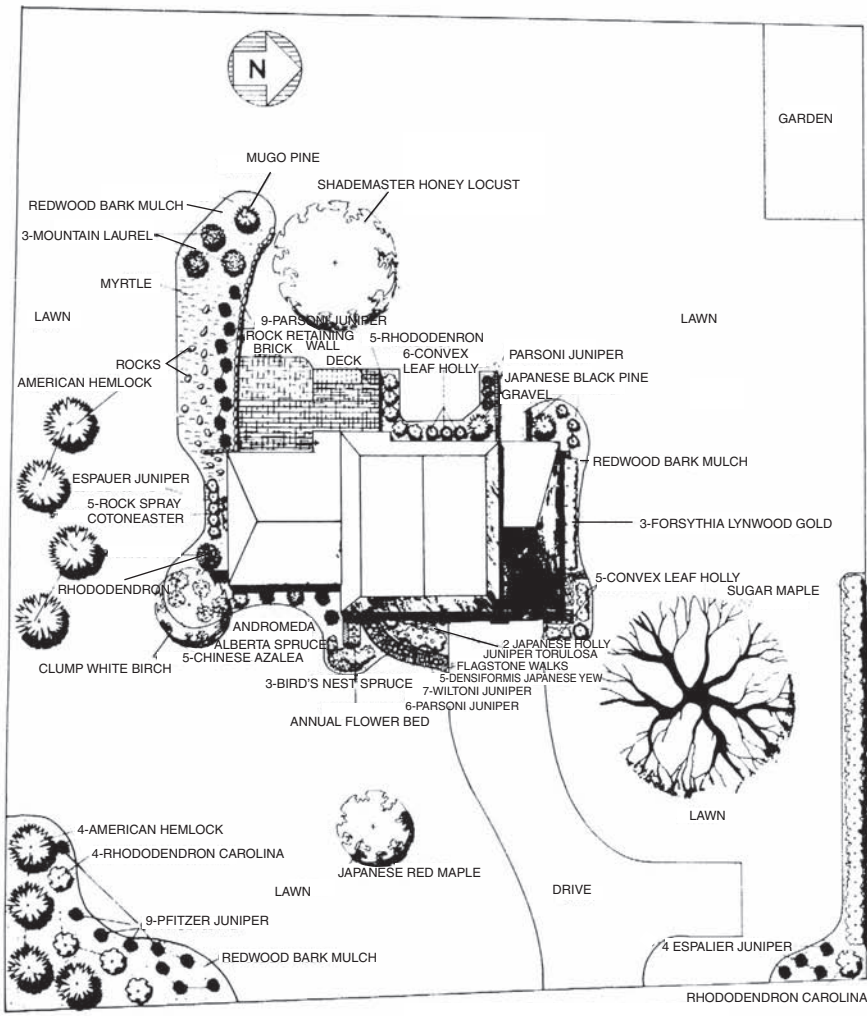 N
GARDEN
MUGO PINE
SHADEMASTER HONEY LOCUST
REDWOOD BARK MULCH
3-MOUNTAIN LAUREL
MYRTLE
LAWN
LAWN
9-PARSONI JUNIPER
ROCK RETAINING
WALL
BRICK
DECK
5-RHODODENRON
6-CONVEX
LEAF HOLLY
PARSONI JUNIPER
JAPANESE BLACK PINE
GRAVEL
ROCKS
AMERICAN HEMLOCK
REDWOOD BARK MULCH
ESPAUER JUNIPER
5-ROCK SPRAY
COTONEASTER
3-FORSYTHIA LYNWOOD GOLD
RHODODENDRON
5-CONVEX LEAF HOLLY
SUGAR MAPLE
ANDROMEDA
ALBERTA SPRUCE
5-CHINESE AZALEA
CLUMP WHITE BIRCH
2 JAPANESE HOLLY
JUNIPER TORULOSA
FLAGSTONE WALKS
5-DENSIFORMIS JAPANESE YEW
7-WILTONI JUNIPER
6-PARSONI JUNIPER
3-BIRD'S NEST SPRUCE
ANNUAL FLOWER BED
LAWN
4-AMERICAN HEMLOCK
4-RHODODENDRON CAROLINA
JAPANESE RED MAPLE
LAWN
DRIVE
9-PFITZER JUNIPER
REDWOOD BARK MULCH
4 ESPALIER JUNIPER
RHODODENDRON CAROLINA